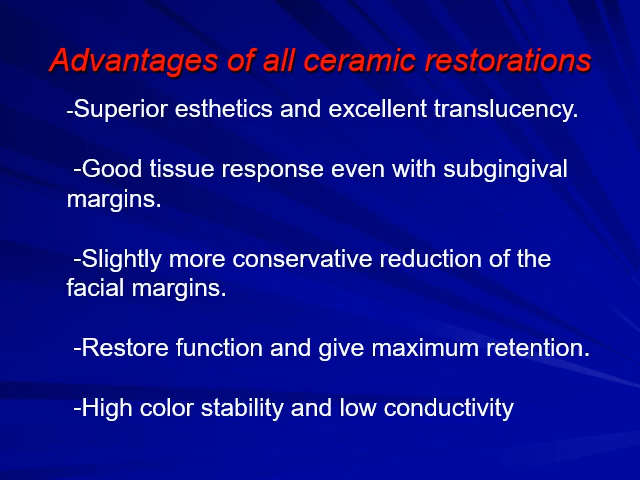 Advantages of all ceramic restorations
-Superior esthetics and excellent translucency.
-Good tissue response even with subgingival
margins.
-Slightly more conservative reduction of the
facial margins.
-Restore function and give maximum retention.
-High color stability and low conductivity